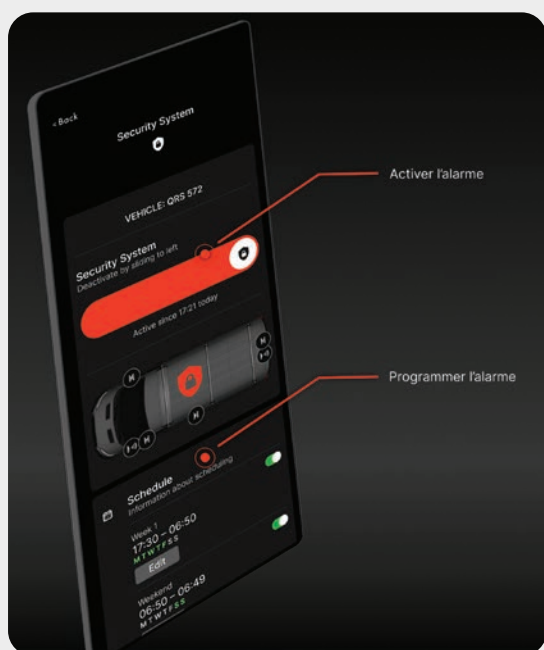 < Back
Security System
VEHICLE: QRS 572
Security System
Deactivate by sliding to left
Active since 17:21 today
Schedule
Information about scheduling
Week 1
17:30 – 06:50
MTWTFSS
Edit
Weekend
06:50 – 06:49
MTWTFSS
Activer l'alarme
Programmer l'alarme